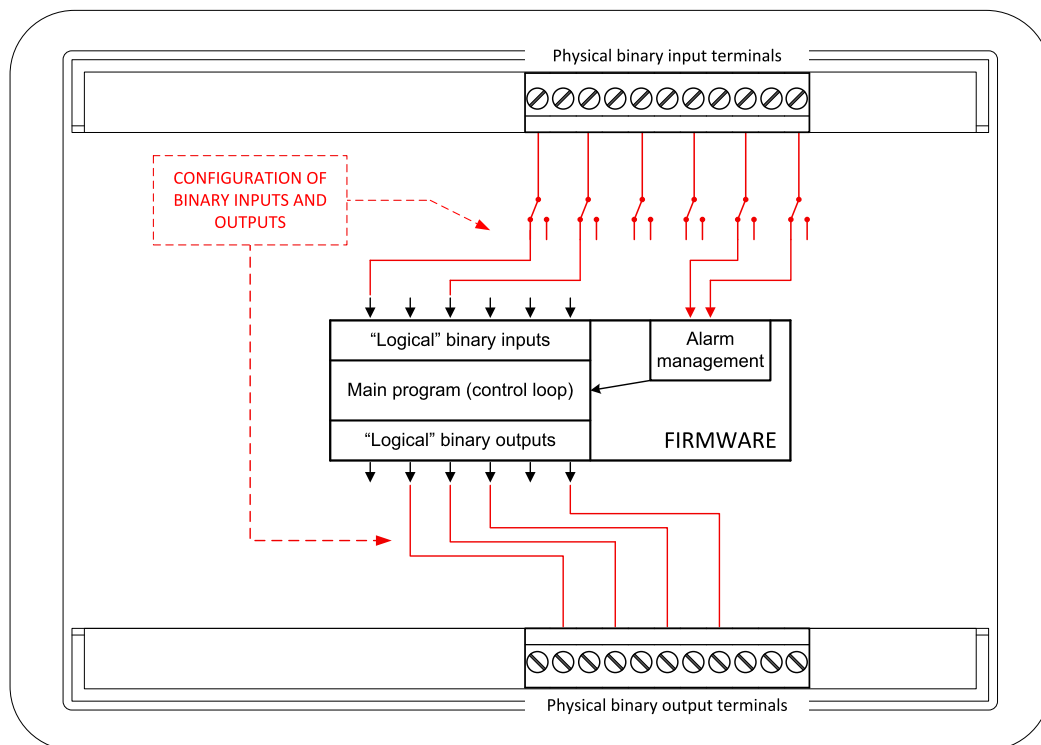 Physical binary input terminals
CONFIGURATION OF
BINARY INPUTS AND
OUTPUTS
“Logical” binary inputs
Alarm
management
Main program (control loop)
“Logical” binary outputs
FIRMWARE
Physical binary output terminals